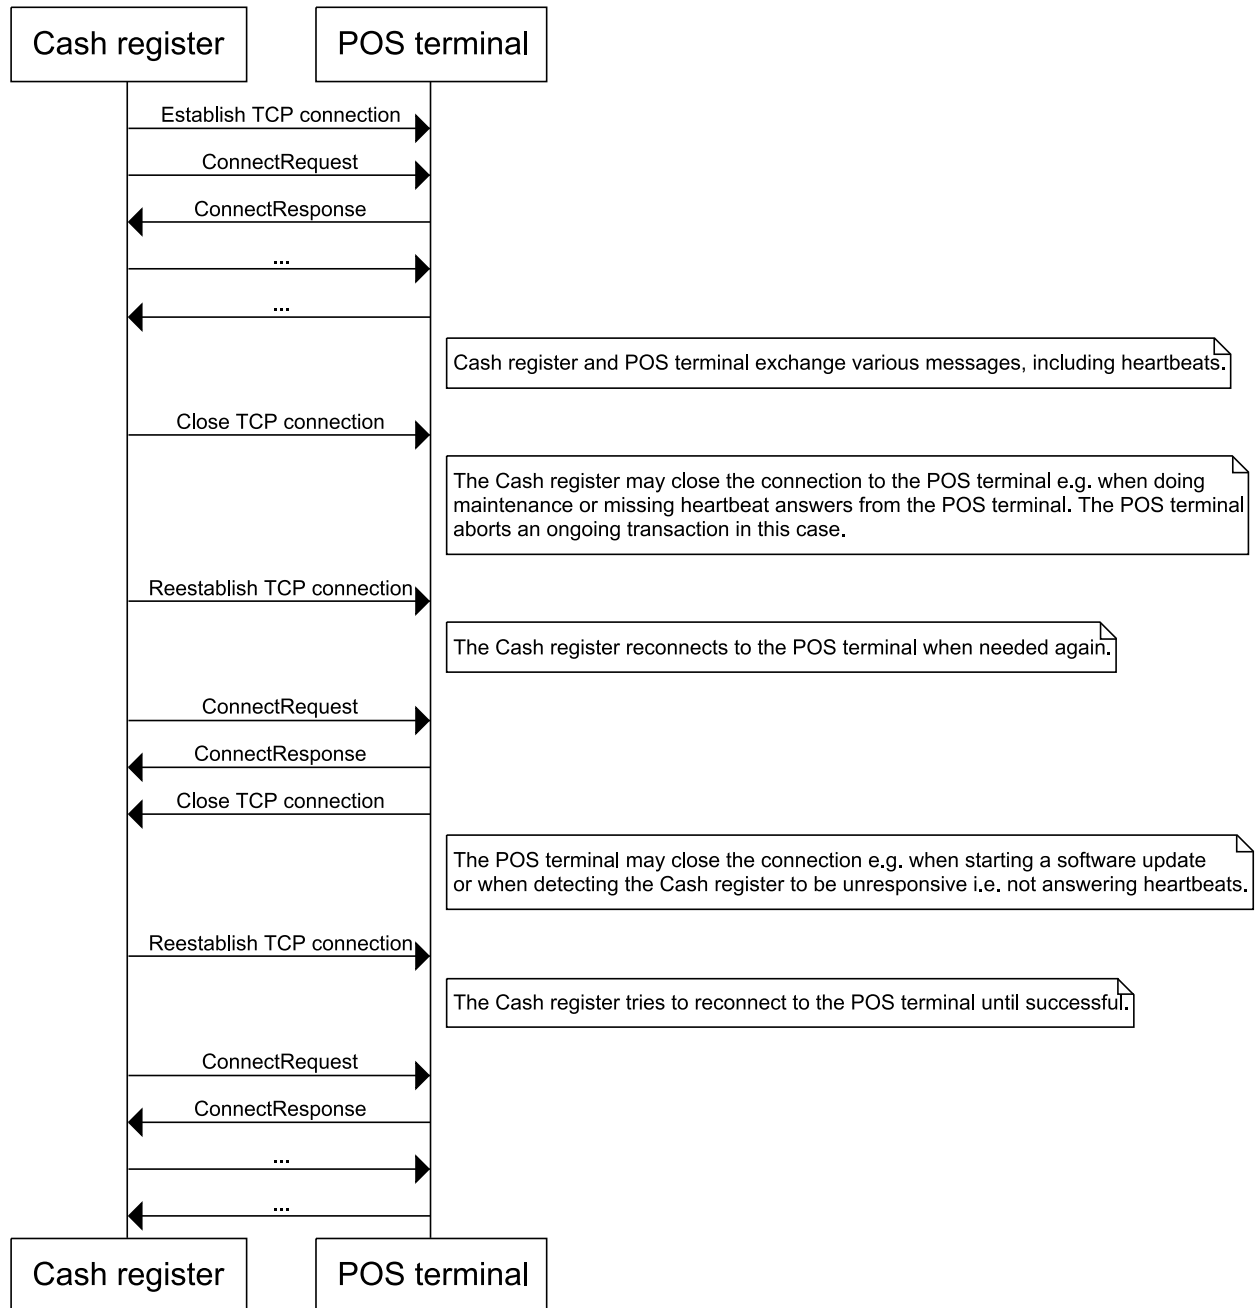 Cash register
POS terminal
Establish TCP connection
ConnectRequest
ConnectResponse
...
...
Cash register and POS terminal exchange various messages, including heartbeats.
Close TCP connection
The Cash register may close the connection to the POS terminal e.g. when doing
maintenance or missing heartbeat answers from the POS terminal. The POS terminal
aborts an ongoing transaction in this case.
Reestablish TCP connection
The Cash register reconnects to the POS terminal when needed again.
ConnectRequest
ConnectResponse
Close TCP connection
The POS terminal may close the connection e.g. when starting a software update
or when detecting the Cash register to be unresponsive i.e. not answering heartbeats.
Reestablish TCP connection
The Cash register tries to reconnect to the POS terminal until successful.
ConnectRequest
ConnectResponse
...
...
Cash register
POS terminal